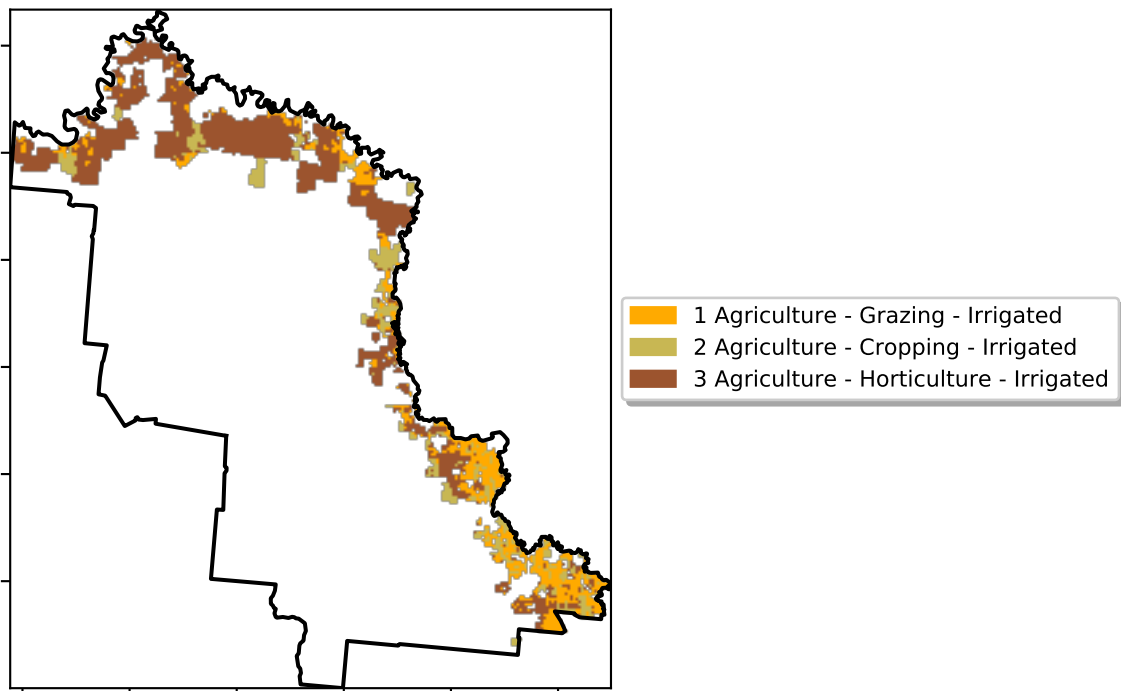 1 Agriculture - Grazing - Irrigated
2 Agriculture - Cropping - Irrigated
3 Agriculture - Horticulture - Irrigated